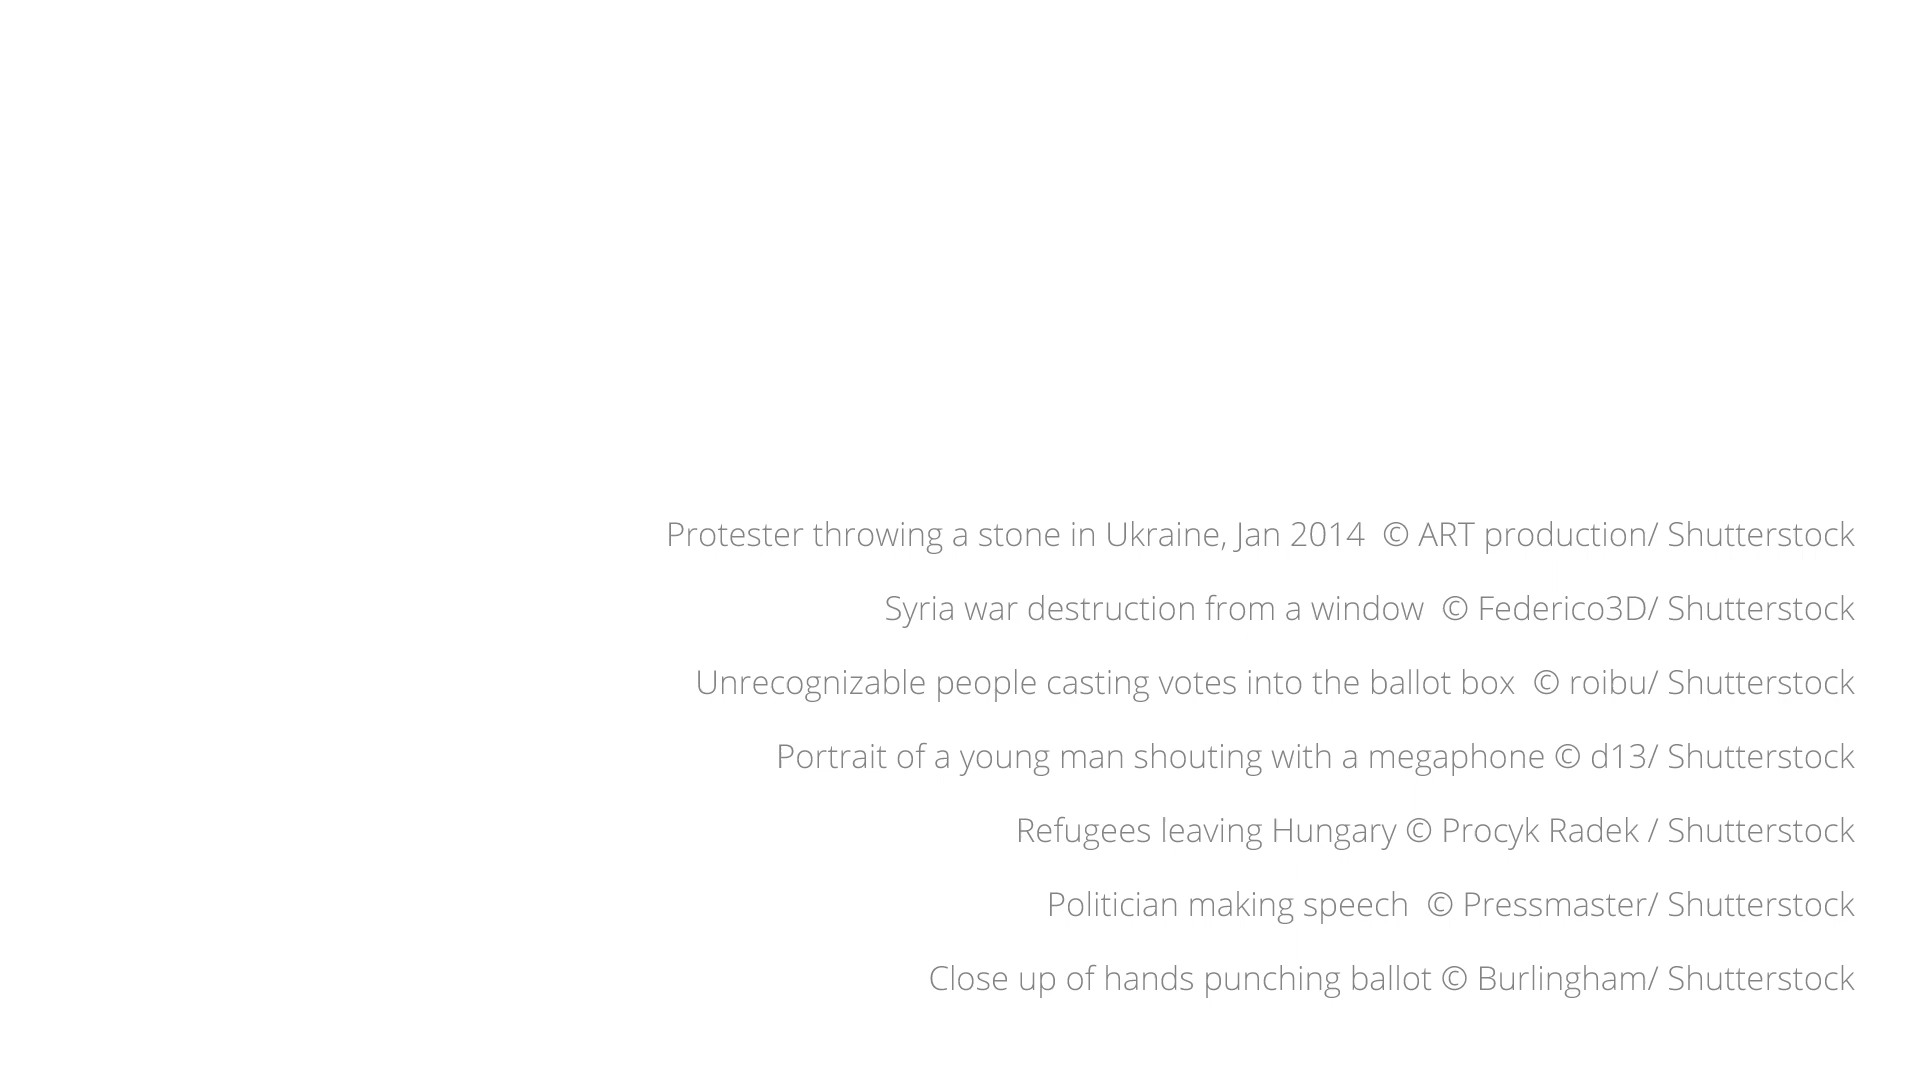 Protester throwing a stone in Ukraine, Jan 2014  © ART production/ Shutterstock
Syria war destruction from a window  © Federico3D/ Shutterstock
Unrecognizable people casting votes into the ballot box  © roibu/ Shutterstock
Portrait of a young man shouting with a megaphone © d13/ Shutterstock
Refugees leaving Hungary © Procyk Radek / Shutterstock
Politician making speech  © Pressmaster/ Shutterstock
Close up of hands punching ballot © Burlingham/ Shutterstock